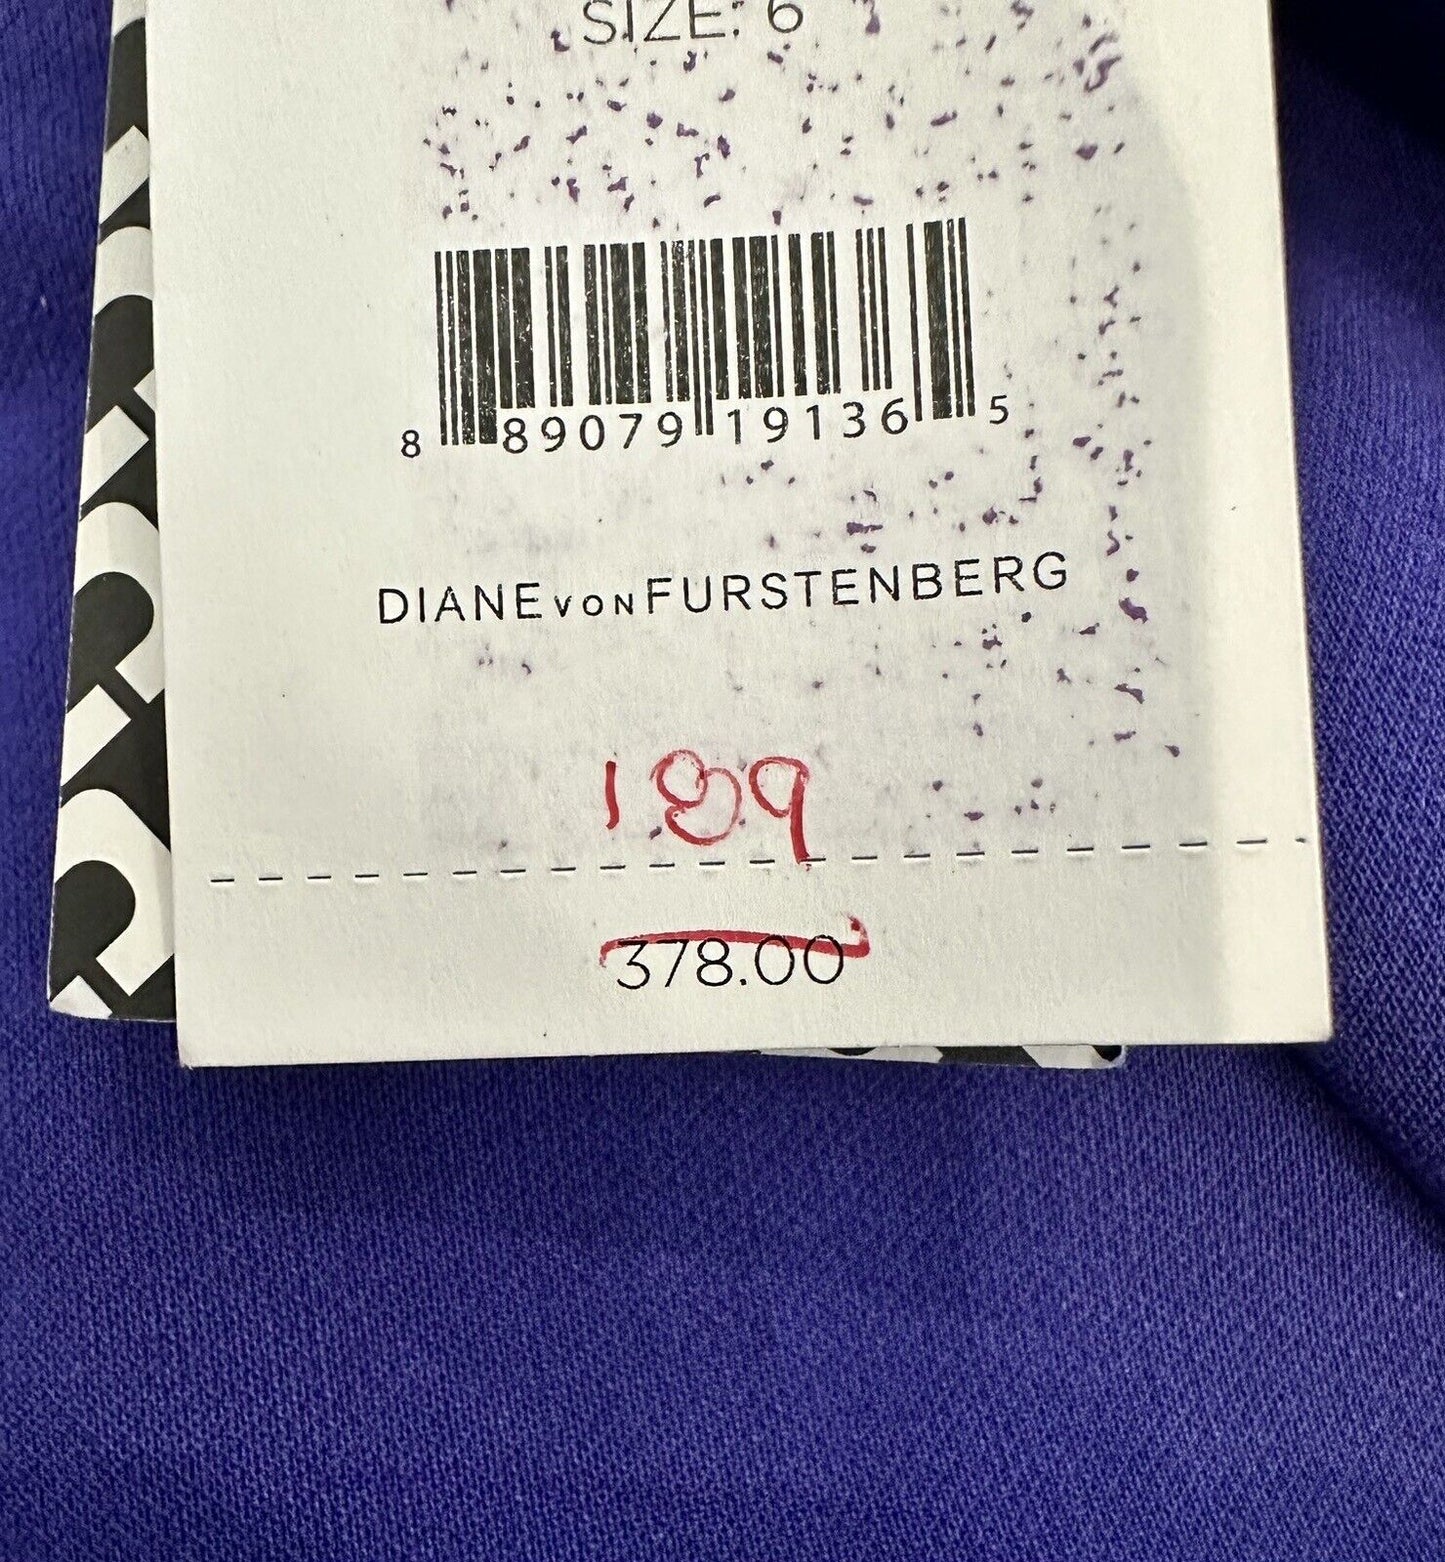 SIZE: 6
8 89079 19136 5
DIANE VON FURSTENBERG
189
378.00